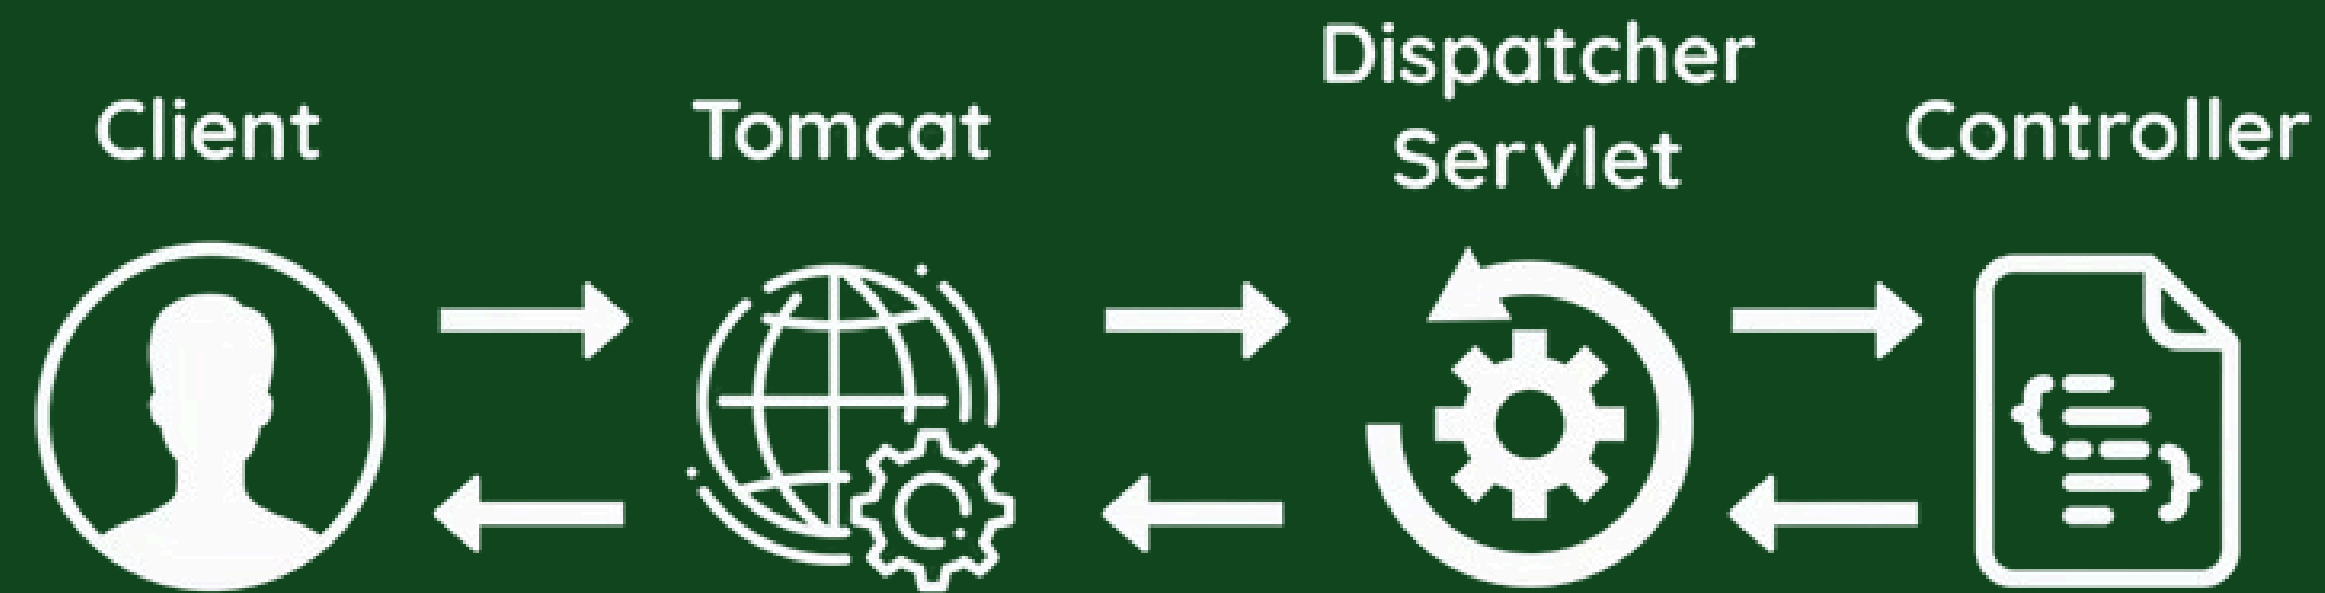 Client
Tomcat
Dispatcher
Servlet
Controller